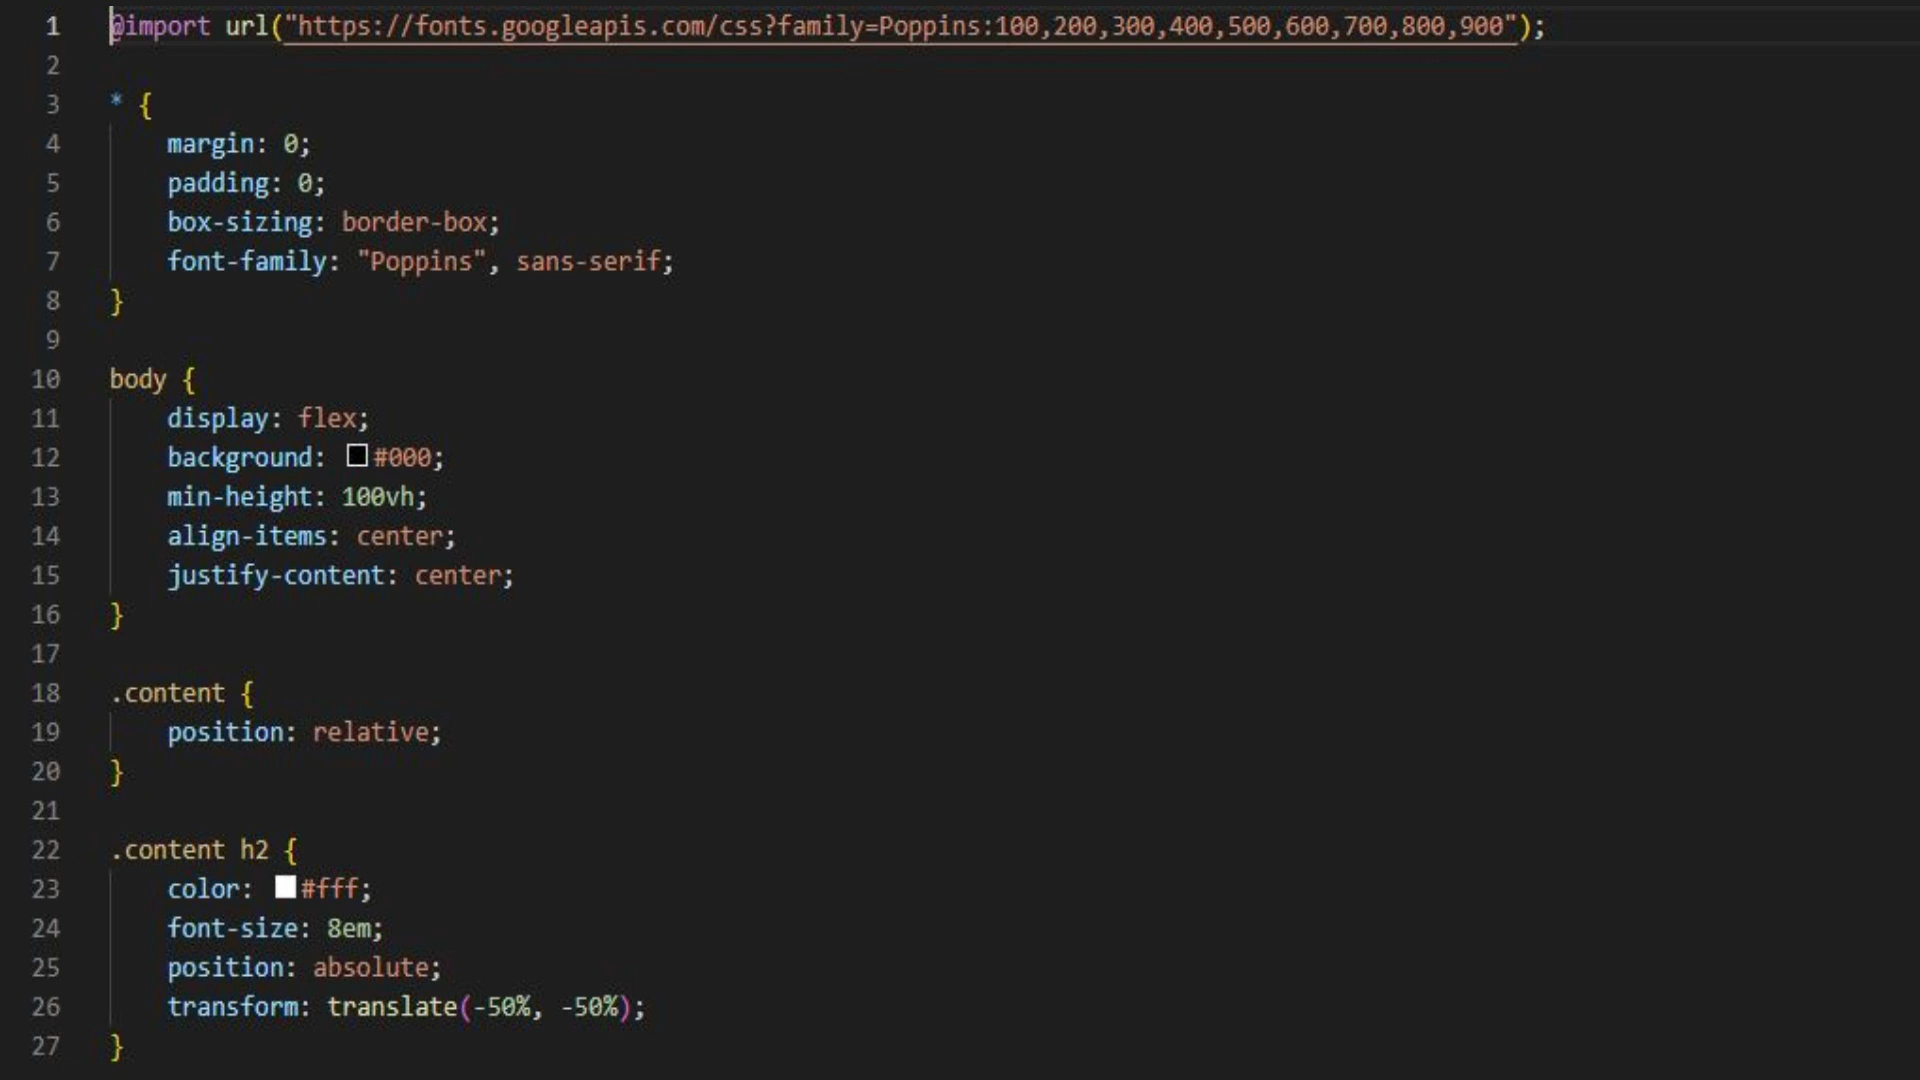 1 @import url("https://fonts.googleapis.com/css?family=Poppins:100,200,300,400,500,600,700,800,900");
2
3 * {
4 margin: 0;
5 padding: 0;
6 box-sizing: border-box;
7 font-family: "Poppins", sans-serif;
8 }
9
10 body {
11 display: flex;
12 background: #000;
13 min-height: 100vh;
14 align-items: center;
15 justify-content: center;
16 }
17
18 .content {
19 position: relative;
20 }
21
22 .content h2 {
23 color: #fff;
24 font-size: 8em;
25 position: absolute;
26 transform: translate(-50%, -50%);
27 }